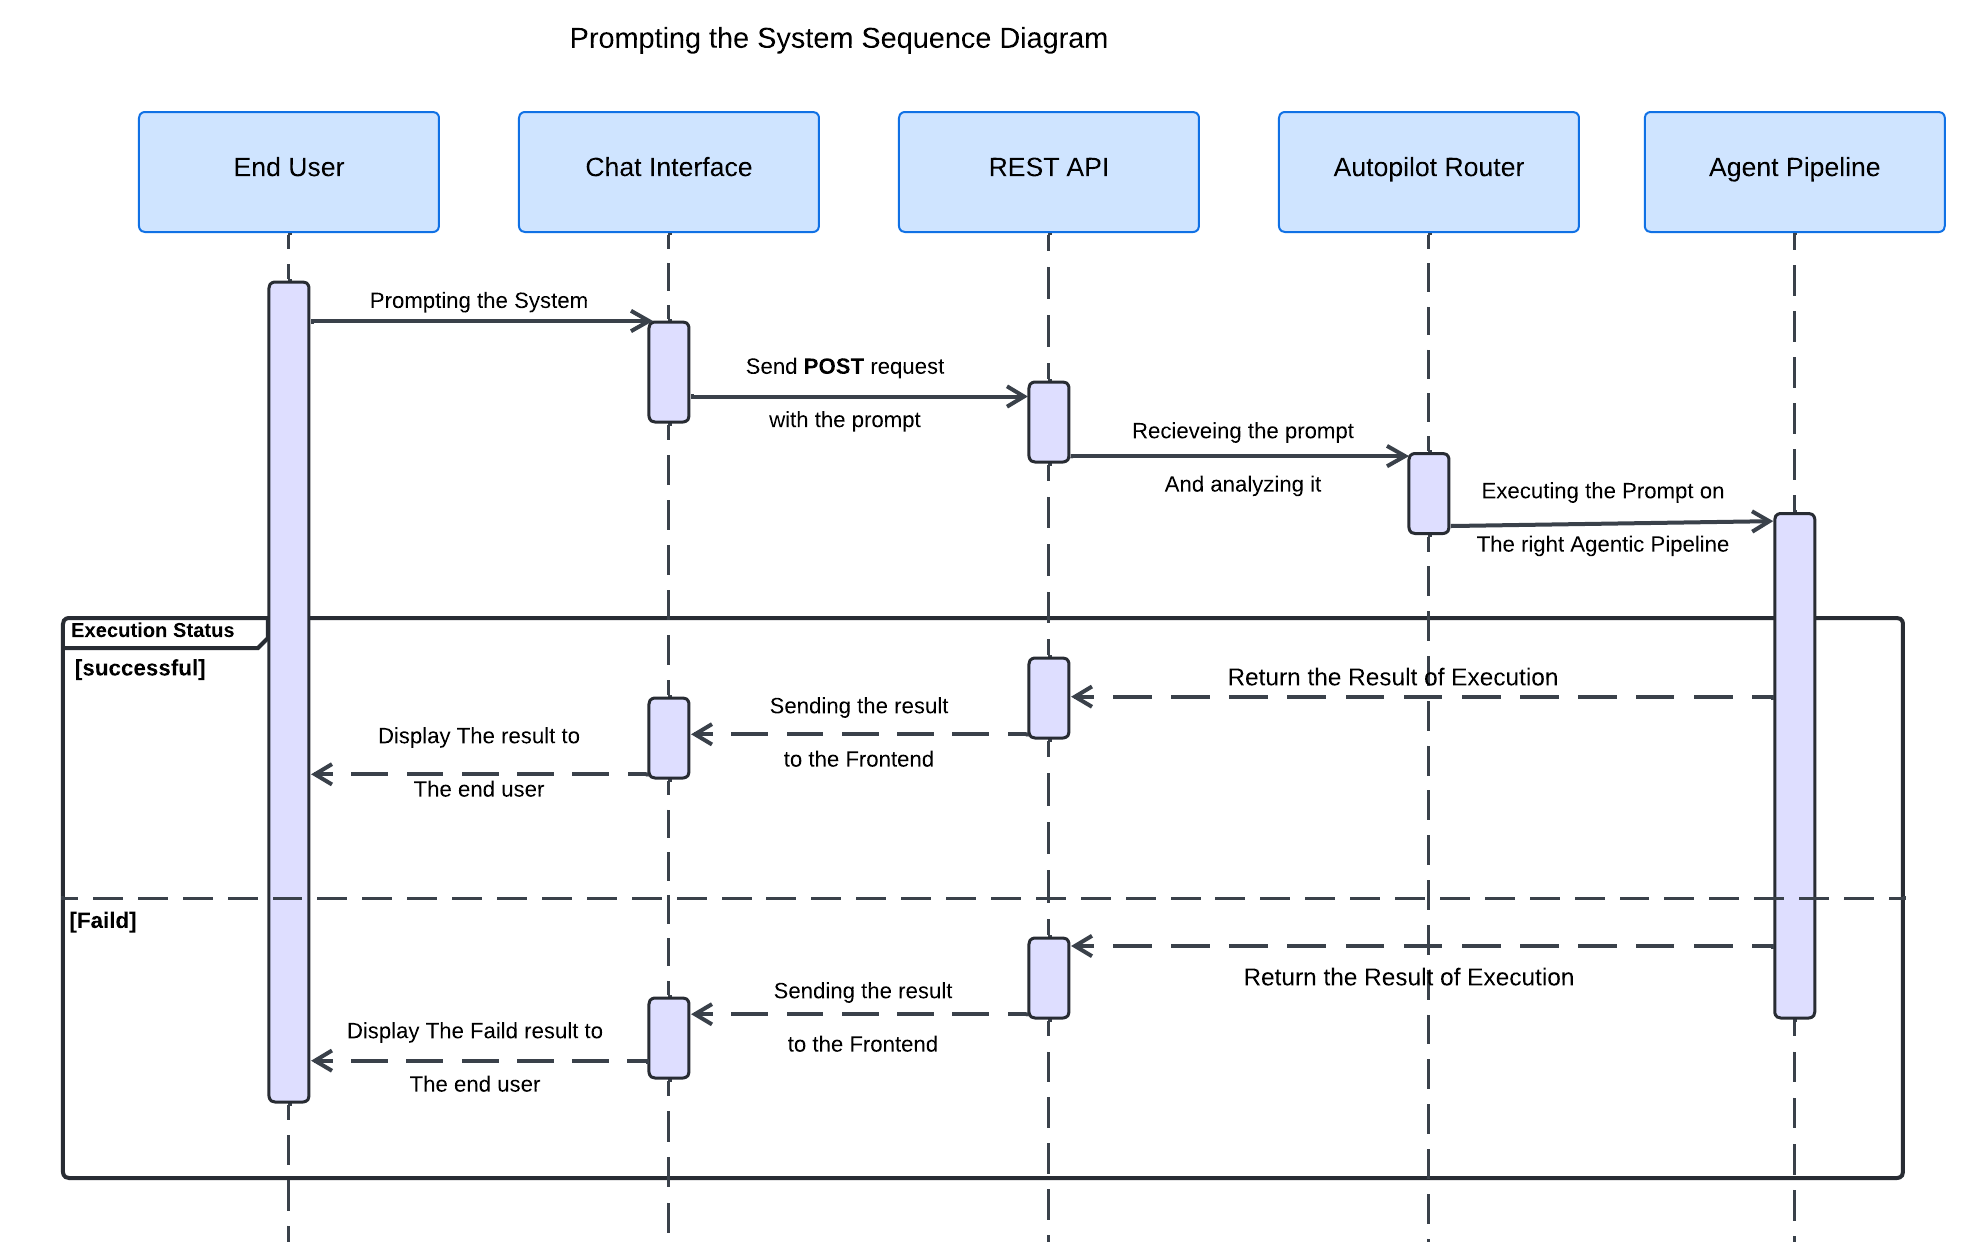 Prompting the System Sequence Diagram
End User
Chat Interface
REST API
Autopilot Router
Agent Pipeline
Prompting the System
Send POST request
with the prompt
Recieveing the prompt
And analyzing it
Executing the Prompt on
The right Agentic Pipeline
Execution Status
[successful]
Return the Result of Execution
Sending the result
to the Frontend
Display The result to
The end user
[Faild]
Return the Result of Execution
Sending the result
to the Frontend
Display The Faild result to
The end user